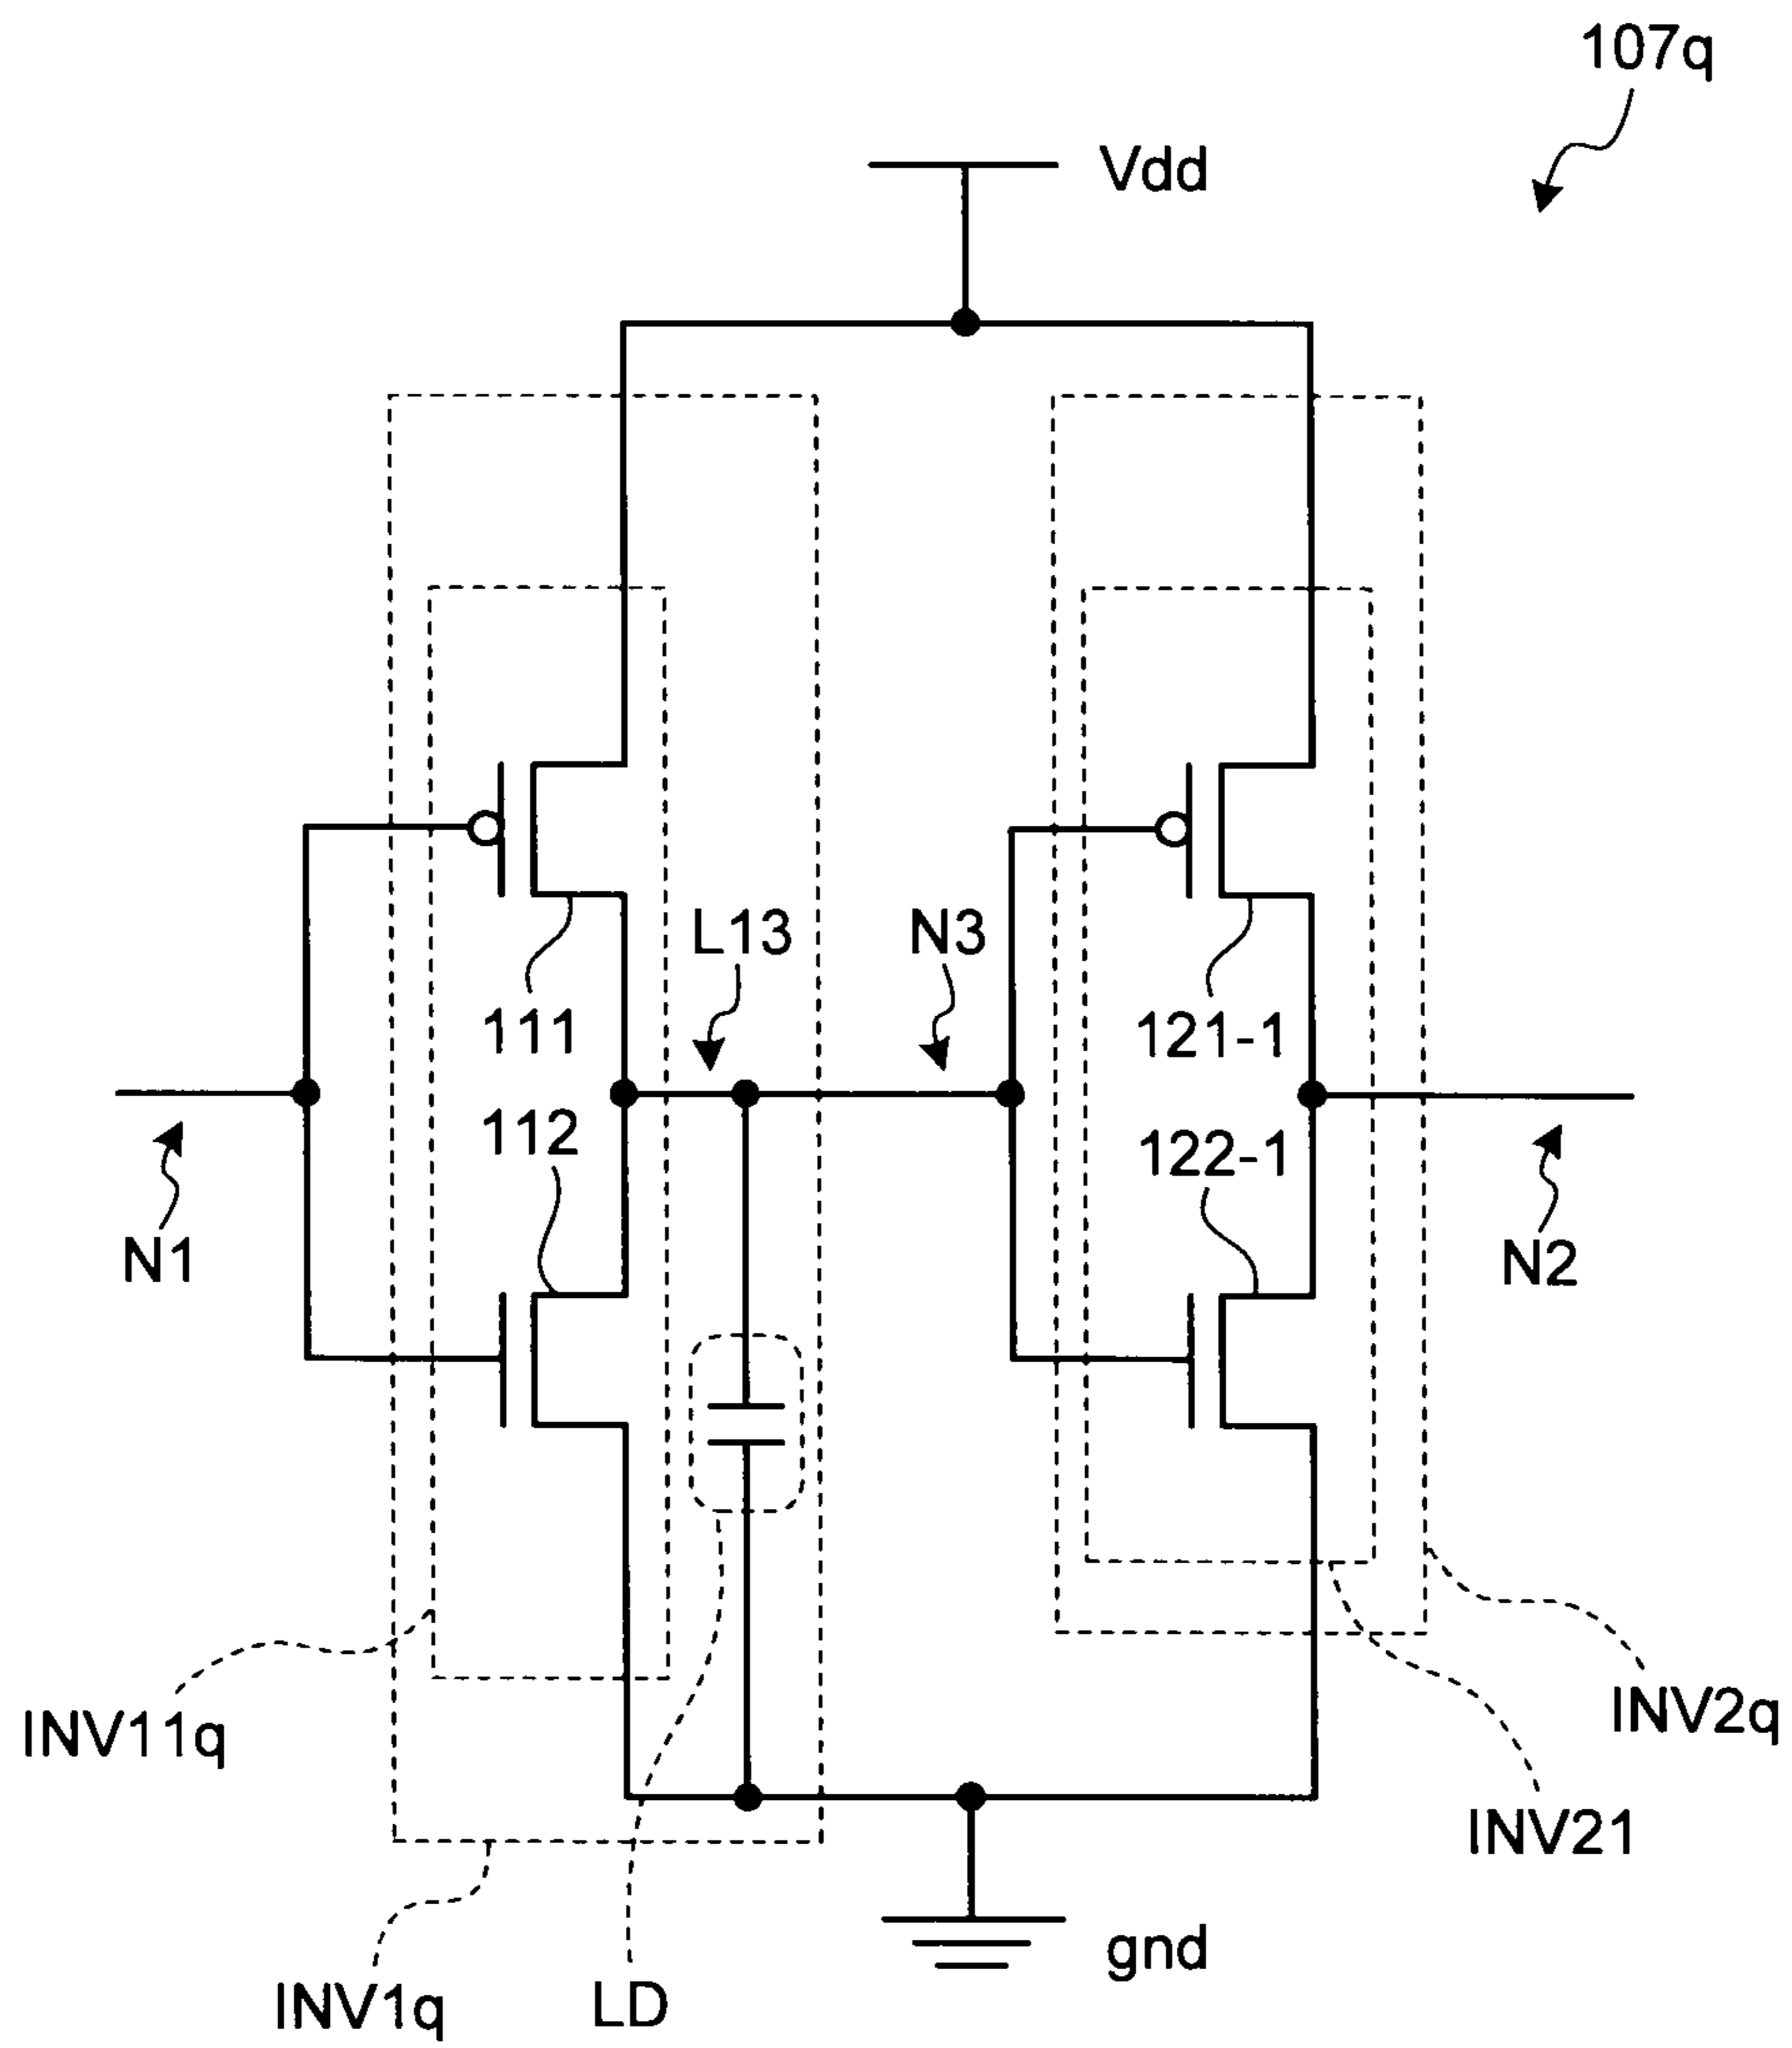 107q
Vdd
L13
N3
111
121-1
112
122-1
N1
N2
INV11q
INV2q
INV21
gnd
INV1q
LD